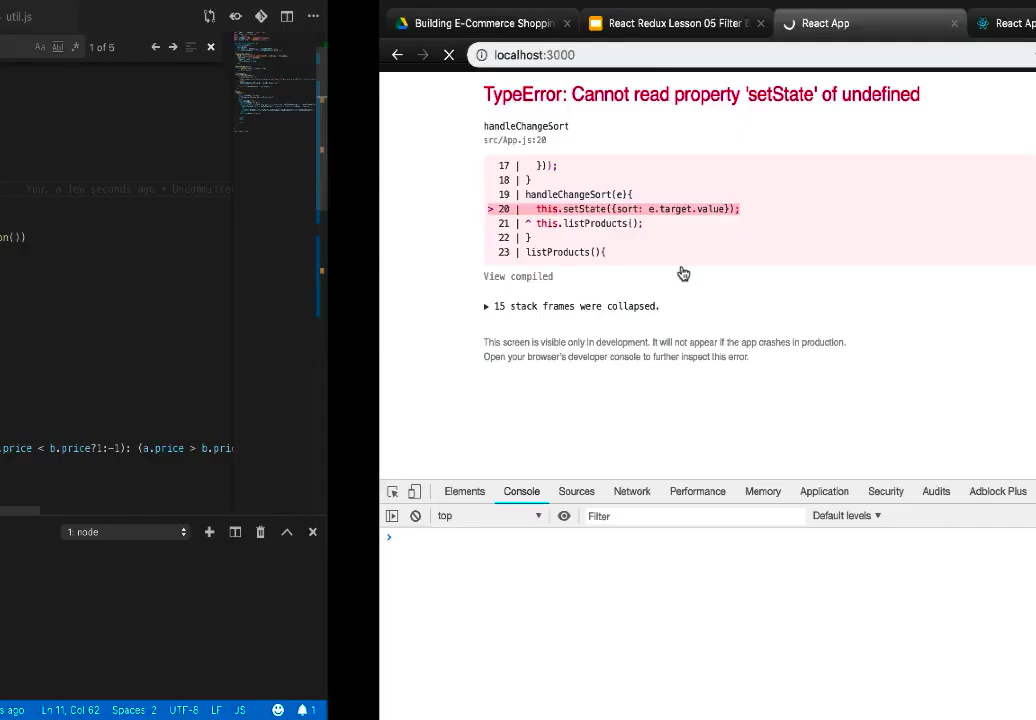 util.js
Aa Abl .* 1 of 5
You, a few seconds ago • Uncommitte
on())
.price < b.price?1:-1): (a.price > b.pric
1: node
s ago Ln 11, Col 62 Spaces: 2 UTF-8 LF JS 1
Building E-Commerce Shoppin
React Redux Lesson 05 Filter
React App
React Ap
localhost:3000
TypeError: Cannot read property 'setState' of undefined
handleChangeSort
src/App.js:20
17 | }));
18 | }
19 | handleChangeSort(e){
> 20 | this.setState({sort: e.target.value});
21 | ^ this.listProducts();
22 | }
23 | listProducts(){
View compiled
▶ 15 stack frames were collapsed.
This screen is visible only in development. It will not appear if the app crashes in production.
Open your browser's developer console to further inspect this error.
Elements Console Sources Network Performance Memory Application Security Audits Adblock Plus
top Filter Default levels ▼